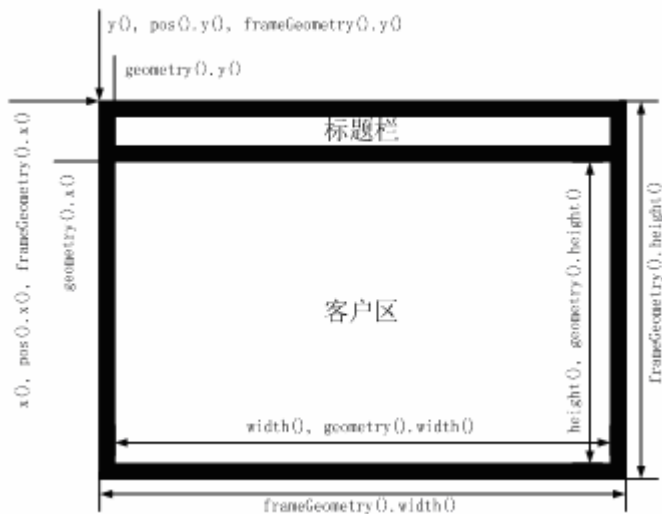 y(), pos().y(), frameGeometry().y()
geometry().y()
标题栏
x(), pos().x(), frameGeometry().x()
geometry().x()
客户区
height(), geometry().height()
frameGeometry().height()
width(), geometry().width()
frameGeometry().width()